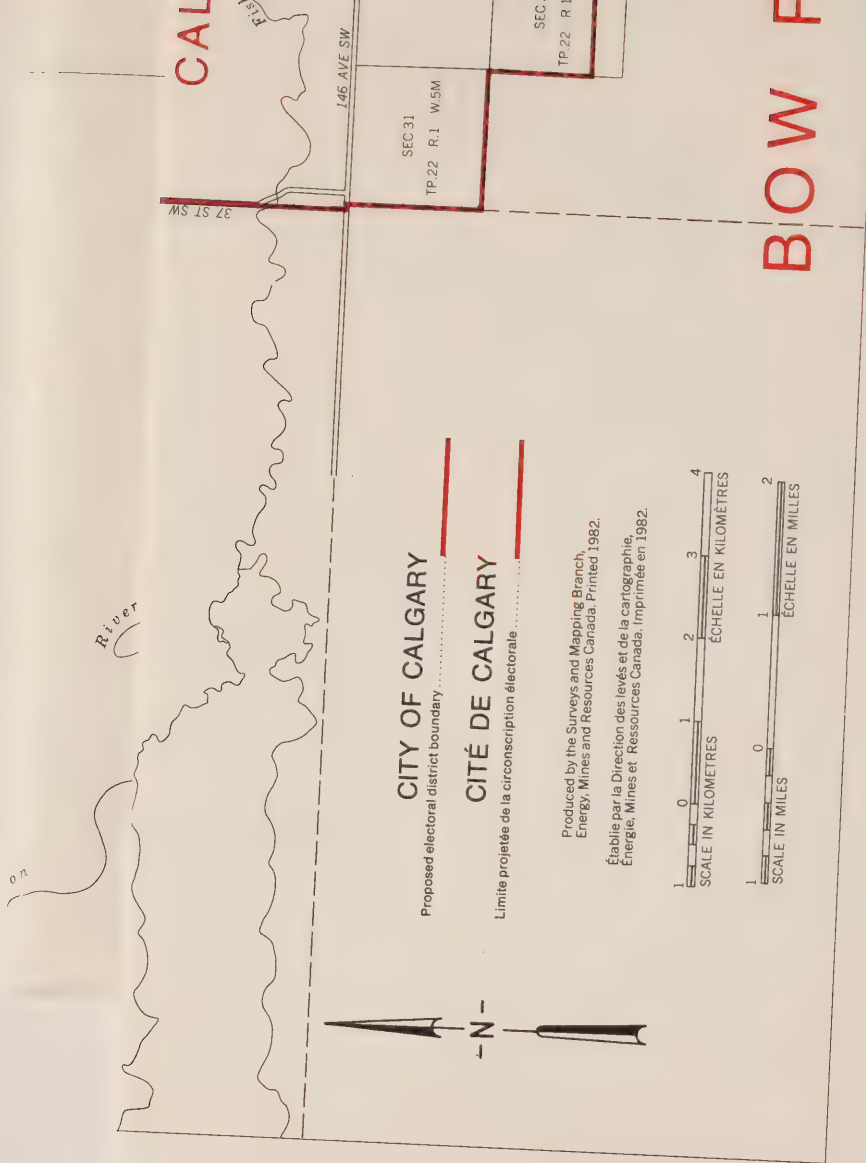 on
River
Fish
CAL
37 ST SW
146 AVE SW
SEC 31
TP.22 R.1 W.5M
SEC
TP.22 R.1
BOW F
CITY OF CALGARY
Proposed electoral district boundary
CITÉ DE CALGARY
Limite projetée de la circonscription électorale
Produced by the Surveys and Mapping Branch,
Energy, Mines and Resources Canada. Printed 1982.
Établie par la Direction des levés et de la cartographie,
Énergie, Mines et Ressources Canada. Imprimée en 1982.
-N-
1 0 1 2 3 4
SCALE IN KILOMETRES ÉCHELLE EN KILOMÈTRES
1 0 1 2
SCALE IN MILES ÉCHELLE EN MILLES